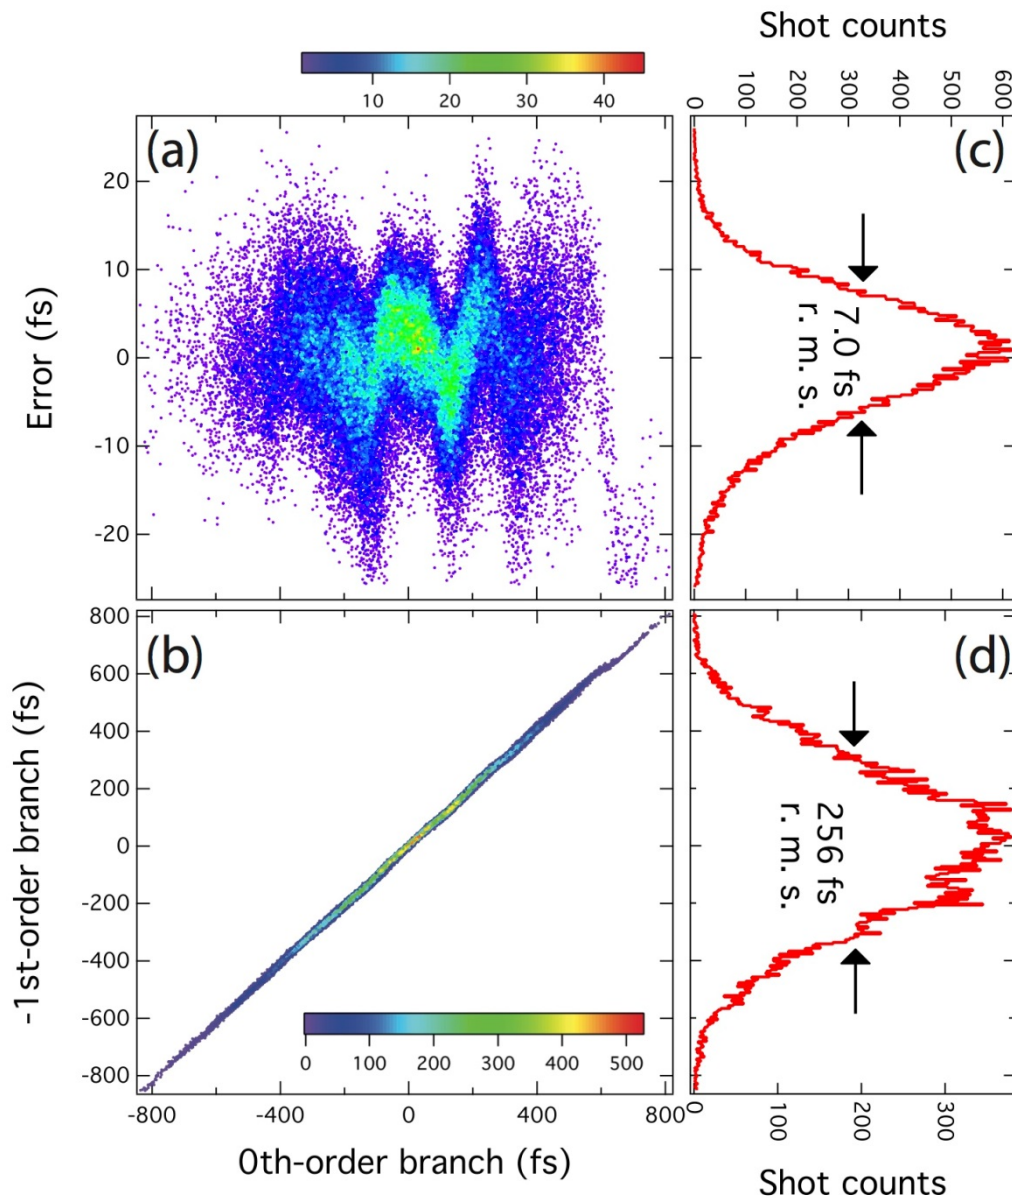 Shot counts
0 100 200 300 400 500 600
10 20 30 40
(a)
(c)
20
10
0
-10
-20
Error (fs)
7.0 fs
r. m. s.
800
600
400
200
0
-200
-400
-600
-800
-1st-order branch (fs)
(b)
(d)
256 fs
r. m. s.
0 100 200 300 400 500
-800 -400 0 400 800
0th-order branch (fs)
0 100 200 300
Shot counts